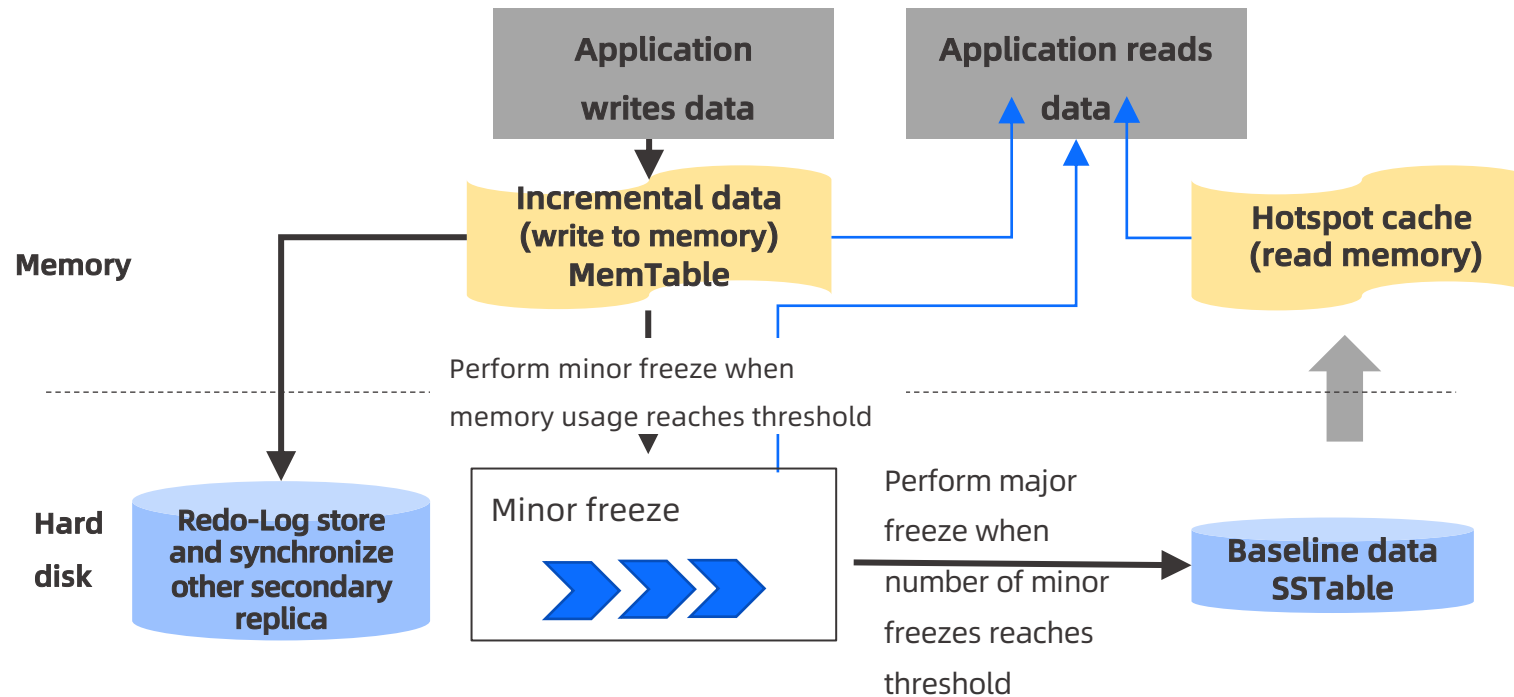 Application
writes data
Application reads
data
Incremental data
(write to memory)
MemTable
Hotspot cache
(read memory)
Memory
Perform minor freeze when
memory usage reaches threshold
Hard
disk
Redo-Log store
and synchronize
other secondary
replica
Minor freeze
Perform major
freeze when
number of minor
freezes reaches
threshold
Baseline data
SSTable